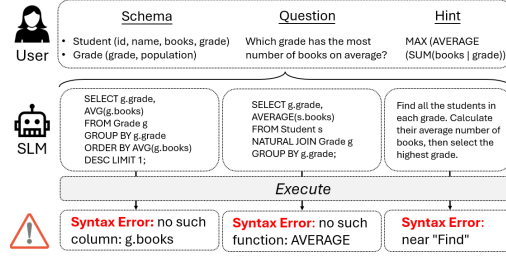 Schema
Question
Hint
• Student (id, name, books, grade)
• Grade (grade, population)
Which grade has the most
number of books on average?
MAX (AVERAGE
(SUM(books | grade))
User
SELECT g.grade,
AVG(g.books)
FROM Grade g
GROUP BY g.grade
ORDER BY AVG(g.books)
DESC LIMIT 1;
SELECT g.grade,
AVERAGE(s.books)
FROM Student s
NATURAL JOIN Grade g
GROUP BY g.grade;
Find all the students in
each grade. Calculate
their average number of
books, then select the
highest grade.
SLM
Execute
Syntax Error: no such
column: g.books
Syntax Error: no such
function: AVERAGE
Syntax Error:
near "Find"